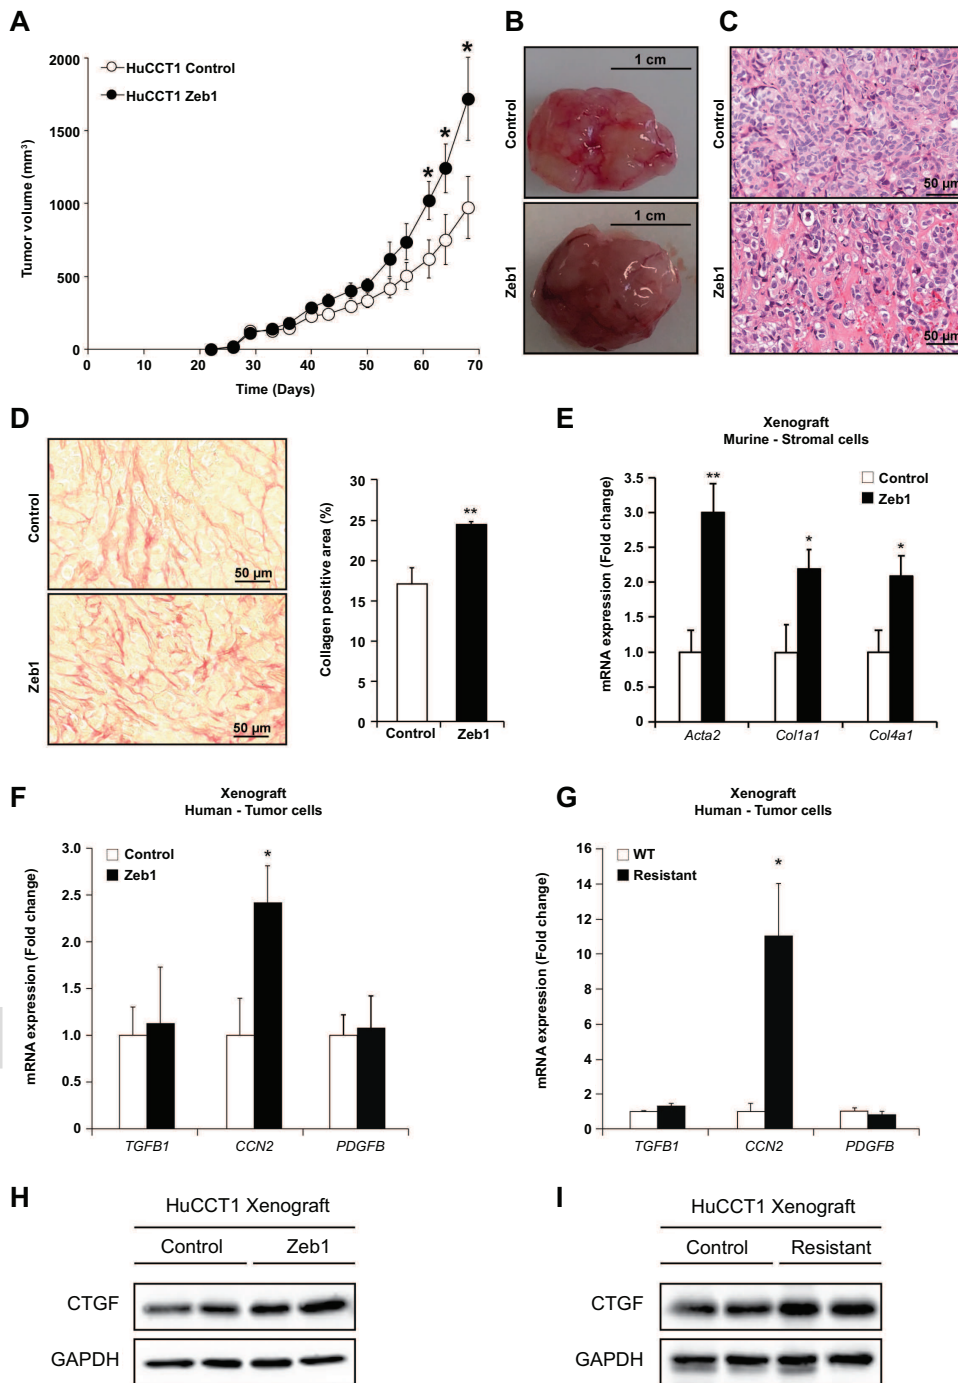 A
2000
1500
1000
500
0
Tumor volume (mm³)
HuCCT1 Control
HuCCT1 Zeb1
*
*
*
0 10 20 30 40 50 60 70
Time (Days)
B
Control
1 cm
Zeb1
1 cm
C
Control
50 µm
Zeb1
50 µm
D
Control
50 µm
Zeb1
50 µm
Collagen positive area (%)
30
25
20
15
10
5
0
**
Control Zeb1
E
Xenograft
Murine - Stromal cells
mRNA expression (Fold change)
3.5
3.0
2.5
2.0
1.5
1.0
0.5
0
Control
Zeb1
**
*
*
Acta2 Col1a1 Col4a1
F
Xenograft
Human - Tumor cells
mRNA expression (Fold change)
3.0
2.5
2.0
1.5
1.0
0.5
0
Control
Zeb1
*
TGFB1 CCN2 PDGFB
G
Xenograft
Human - Tumor cells
mRNA expression (Fold change)
16
14
12
10
8
6
4
2
0
WT
Resistant
*
TGFB1 CCN2 PDGFB
H
HuCCT1 Xenograft
Control Zeb1
CTGF
GAPDH
I
HuCCT1 Xenograft
Control Resistant
CTGF
GAPDH